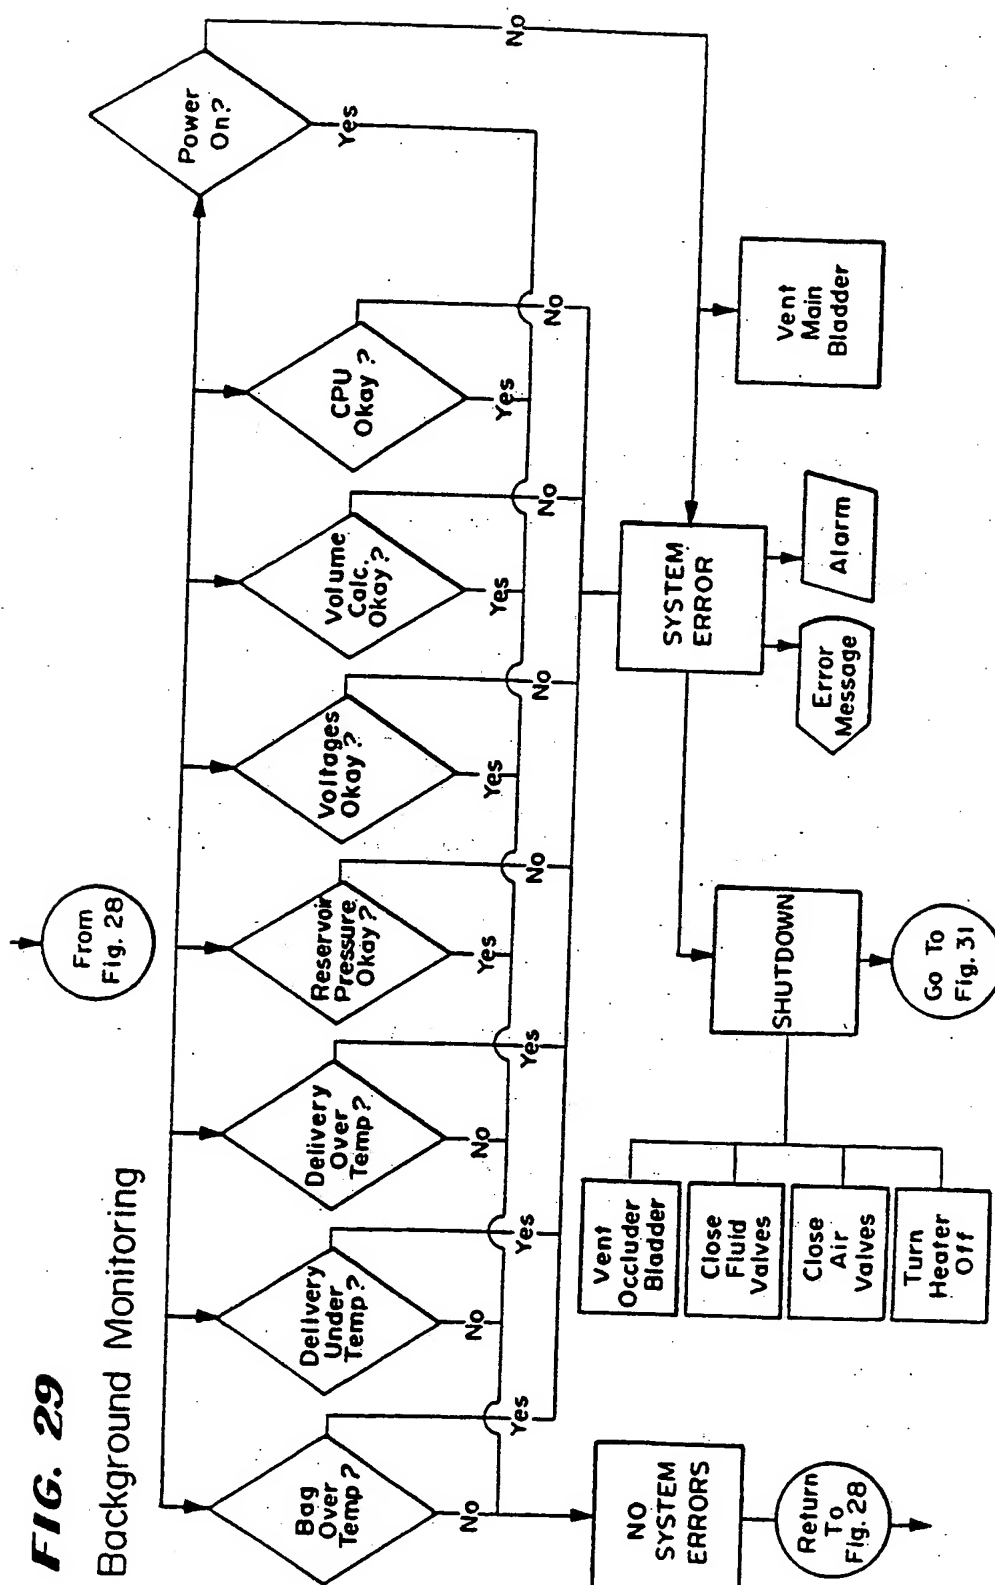 FIG. 29
Background Monitoring
From
Fig. 28
Bag
Over
Temp?
No
Yes
Delivery
Under
Temp?
No
Yes
Delivery
Over
Temp?
No
Yes
Reservoir
Pressure
Okay?
Yes
No
Voltages
Okay?
Yes
No
Volume
Calc.
Okay?
Yes
No
CPU
Okay?
Yes
No
Power
On?
Yes
No
NO
SYSTEM
ERRORS
Return
To
Fig. 28
Vent
Occluder
Bladder
Close
Fluid
Valves
Close
Air
Valves
Turn
Heater
Off
SHUTDOWN
Go To
Fig. 31
SYSTEM
ERROR
Error
Message
Alarm
Vent
Main
Bladder